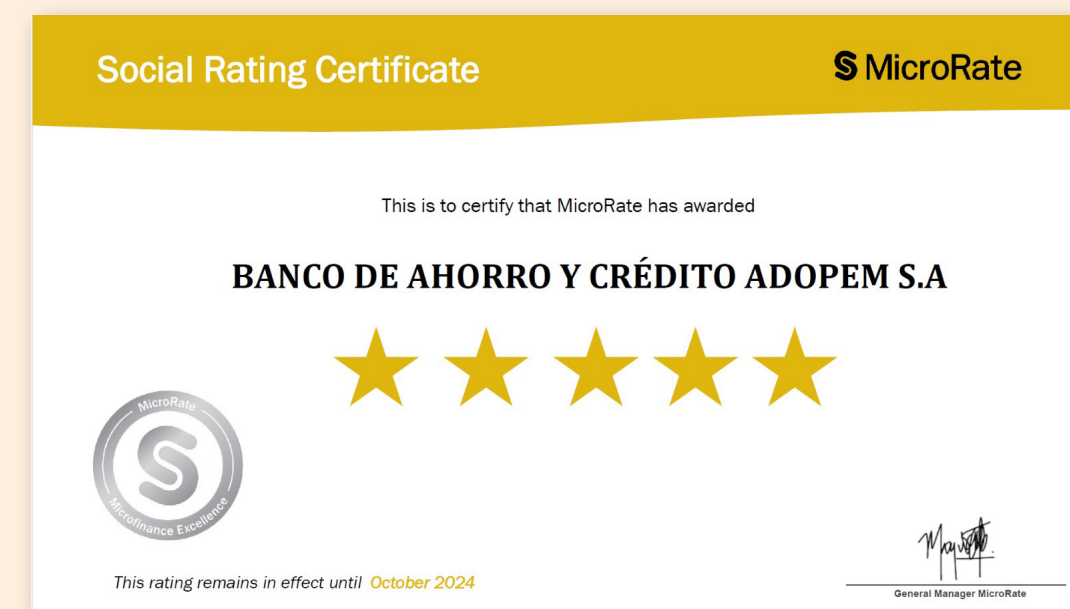 Social Rating Certificate
MicroRate
This is to certify that MicroRate has awarded
BANCO DE AHORRO Y CRÉDITO ADOPEM S.A
MicroRate
Microfinance Excellence
This rating remains in effect until October 2024
General Manager MicroRate